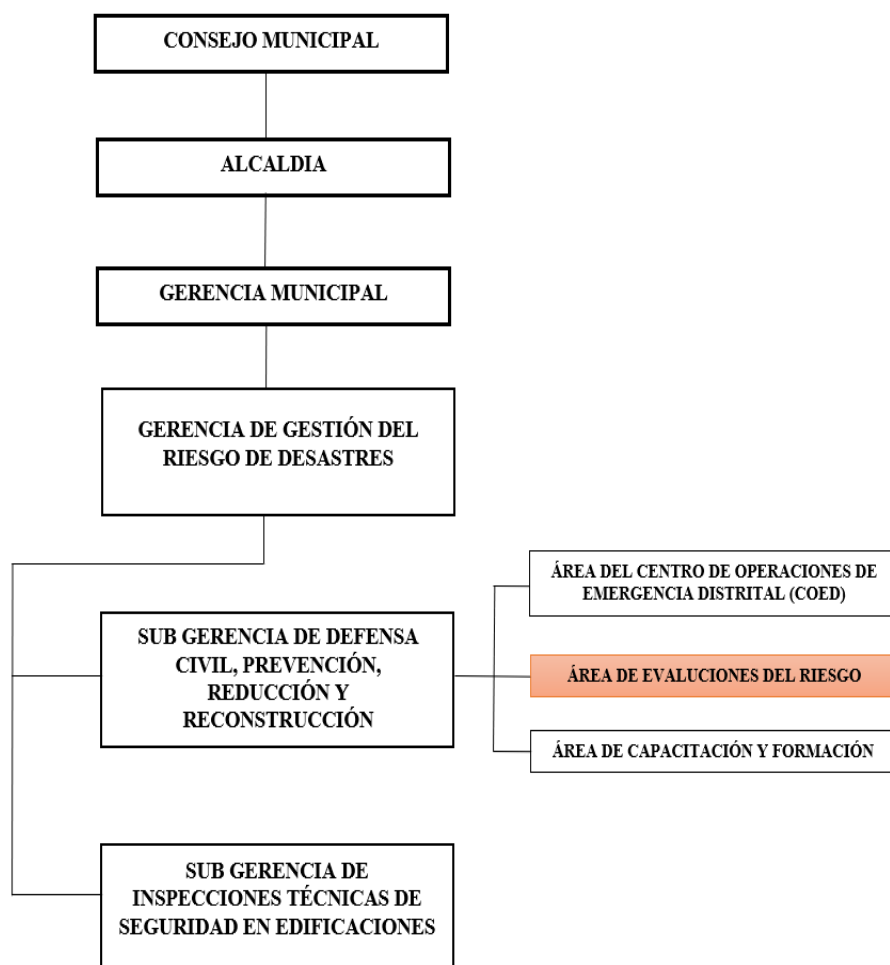 CONSEJO MUNICIPAL
ALCALDIA
GERENCIA MUNICIPAL
GERENCIA DE GESTIÓN DEL
RIESGO DE DESASTRES
SUB GERENCIA DE DEFENSA
CIVIL, PREVENCIÓN,
REDUCCIÓN Y
RECONSTRUCCIÓN
ÁREA DEL CENTRO DE OPERACIONES DE
EMERGENCIA DISTRITAL (COED)
ÁREA DE EVALUCIONES DEL RIESGO
ÁREA DE CAPACITACIÓN Y FORMACIÓN
SUB GERENCIA DE
INSPECCIONES TÉCNICAS DE
SEGURIDAD EN EDIFICACIONES